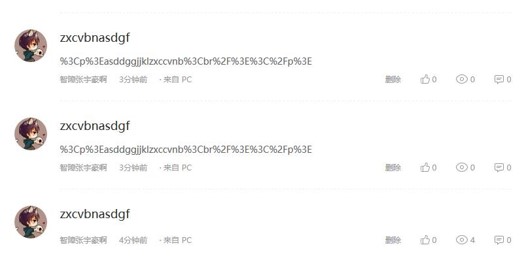 zxcvbnasdgf
%3Cp%3Easddggjjklzxccvnb%3Cbr%2F%3E%3C%2Fp%3E
智障张宇豪啊 3分钟前 · 来自 PC 删除 0 0 0
zxcvbnasdgf
%3Cp%3Easddggjjklzxccvnb%3Cbr%2F%3E%3C%2Fp%3E
智障张宇豪啊 3分钟前 · 来自 PC 删除 0 0 0
zxcvbnasdgf
智障张宇豪啊 4分钟前 · 来自 PC 删除 0 4 0